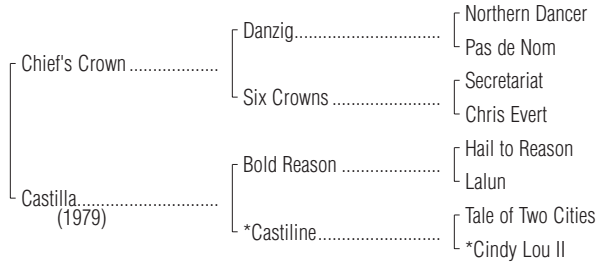 Northern Dancer
Danzig
Pas de Nom
Chief's Crown
Secretariat
Six Crowns
Chris Evert
Hail to Reason
Bold Reason
Lalun
Castilla
(1979)
Tale of Two Cities
*Castiline
*Cindy Lou II